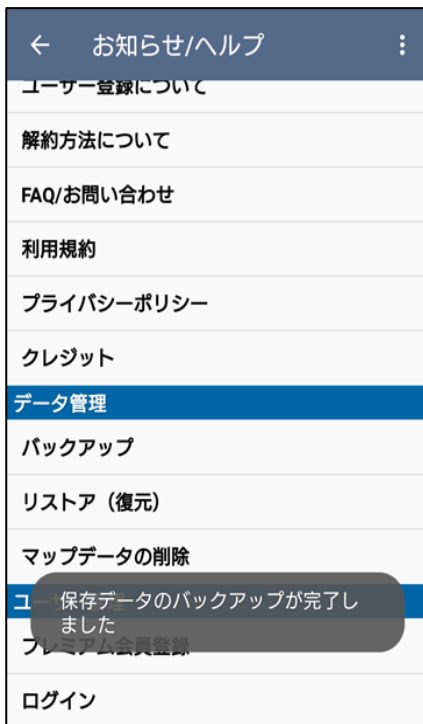 お知らせ/ヘルプ
ユーザー登録について
解約方法について
FAQ/お問い合わせ
利用規約
プライバシーポリシー
クレジット
データ管理
バックアップ
リストア（復元）
マップデータの削除
保存データのバックアップが完了し
ました
プレミアム会員登録
ログイン